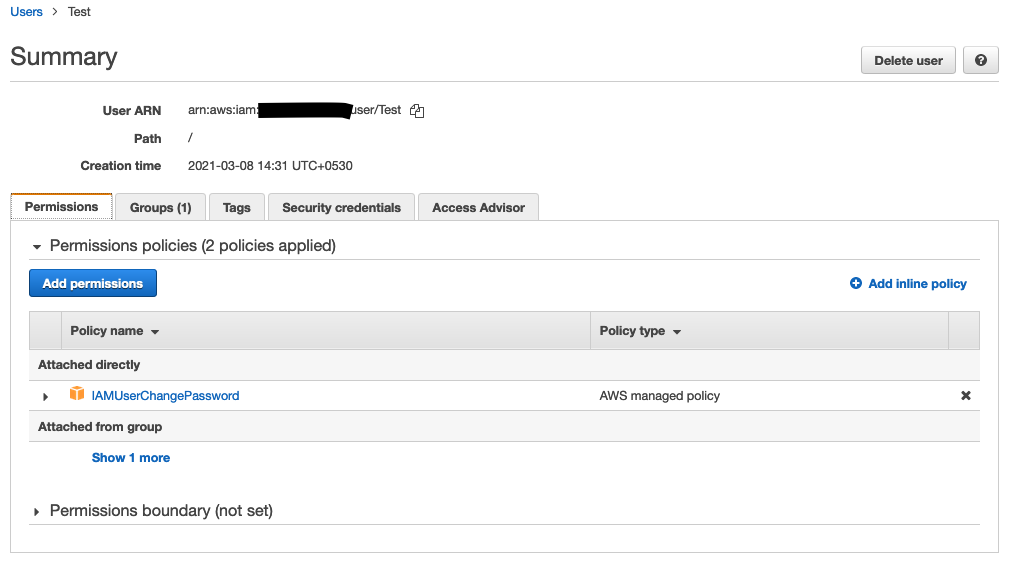 Users > Test
Summary
Delete user
?
User ARN arn:aws:iam: user/Test
Path /
Creation time 2021-03-08 14:31 UTC+0530
Permissions Groups (1) Tags Security credentials Access Advisor
Permissions policies (2 policies applied)
Add permissions
Add inline policy
Policy name Policy type
Attached directly
IAMUserChangePassword AWS managed policy
Attached from group
Show 1 more
Permissions boundary (not set)